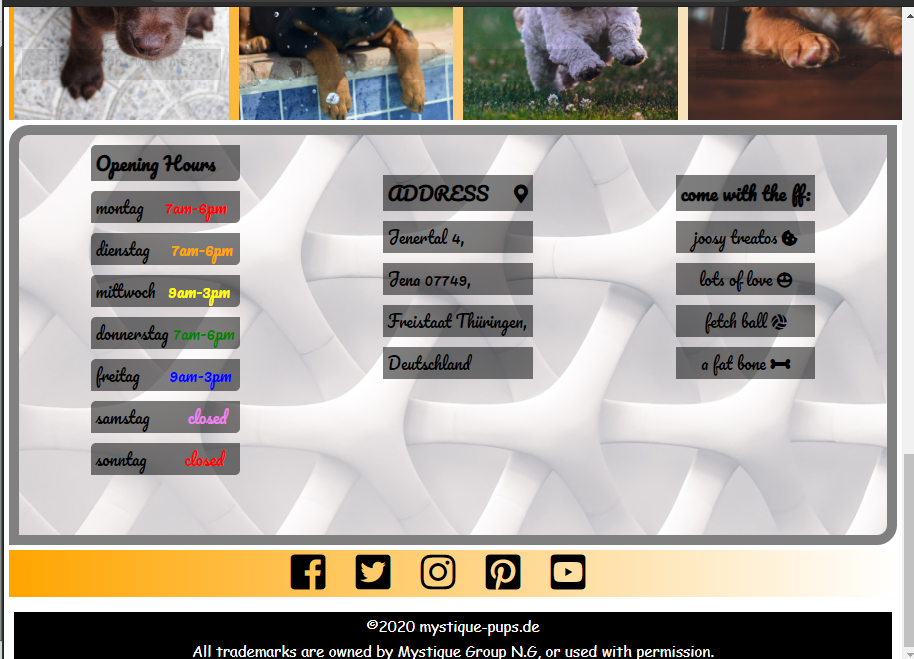 Opening Hours
montag 7am-6pm
dienstag 7am-6pm
mittwoch 9am-3pm
donnerstag 7am-6pm
freitag 9am-3pm
samstag closed
sonntag closed
ADDRESS
Jenertal 4,
Jena 07749,
Freistaat Thüringen,
Deutschland
come with the ff:
joosy treatos
lots of love
fetch ball
a fat bone
©2020 mystique-pups.de
All trademarks are owned by Mystique Group N.G, or used with permission.